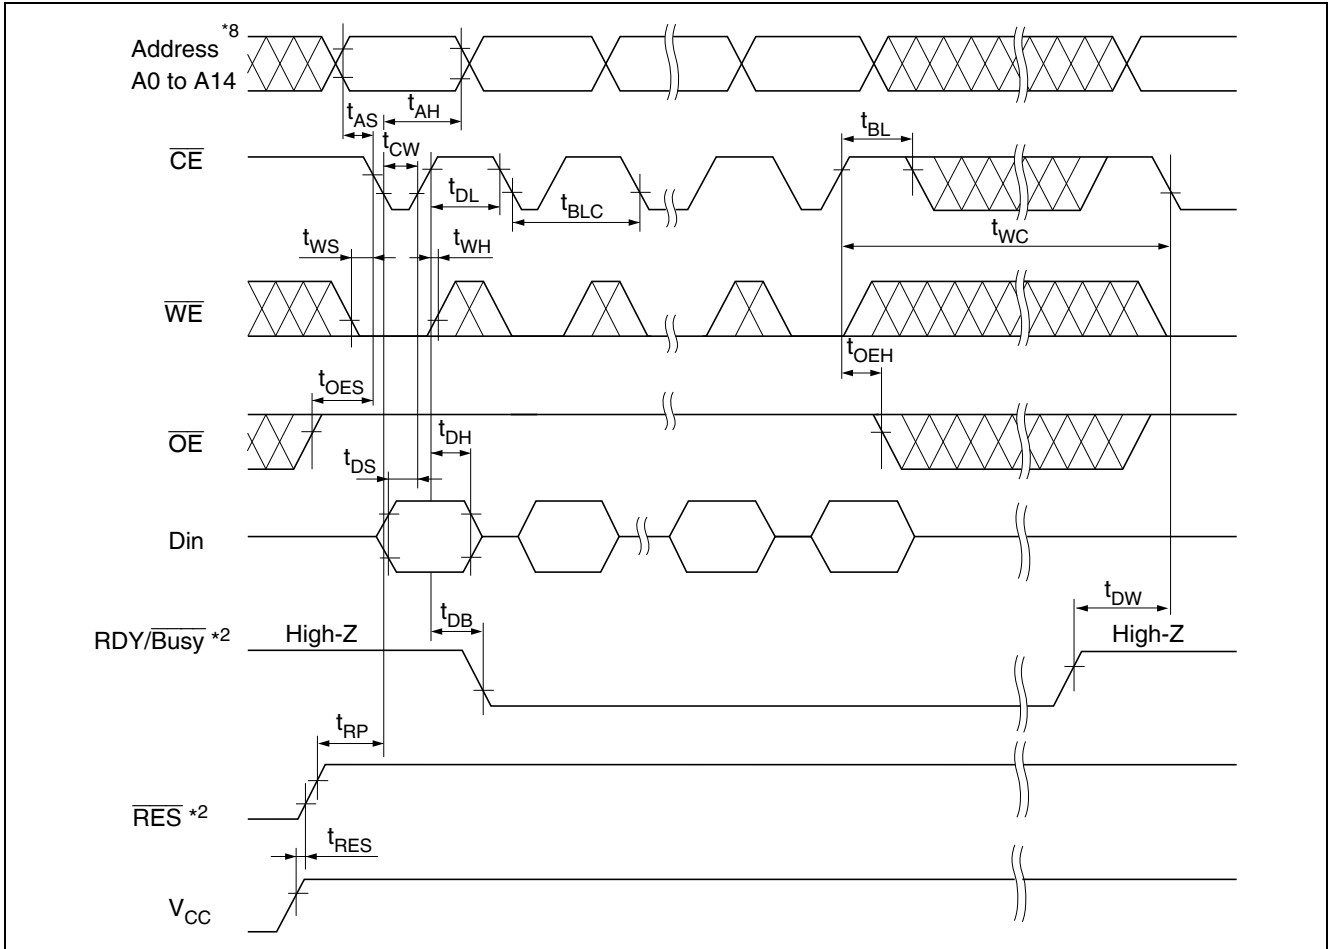 Address *8
A0 to A14
tAS
tAH
CE
tCW
tBL
tDL
tBLC
tWC
tWS
tWH
WE
tOEH
tOES
OE
tDH
tDS
Din
tDB
tDW
RDY/Busy *2
High-Z
High-Z
tRP
RES *2
tRES
VCC